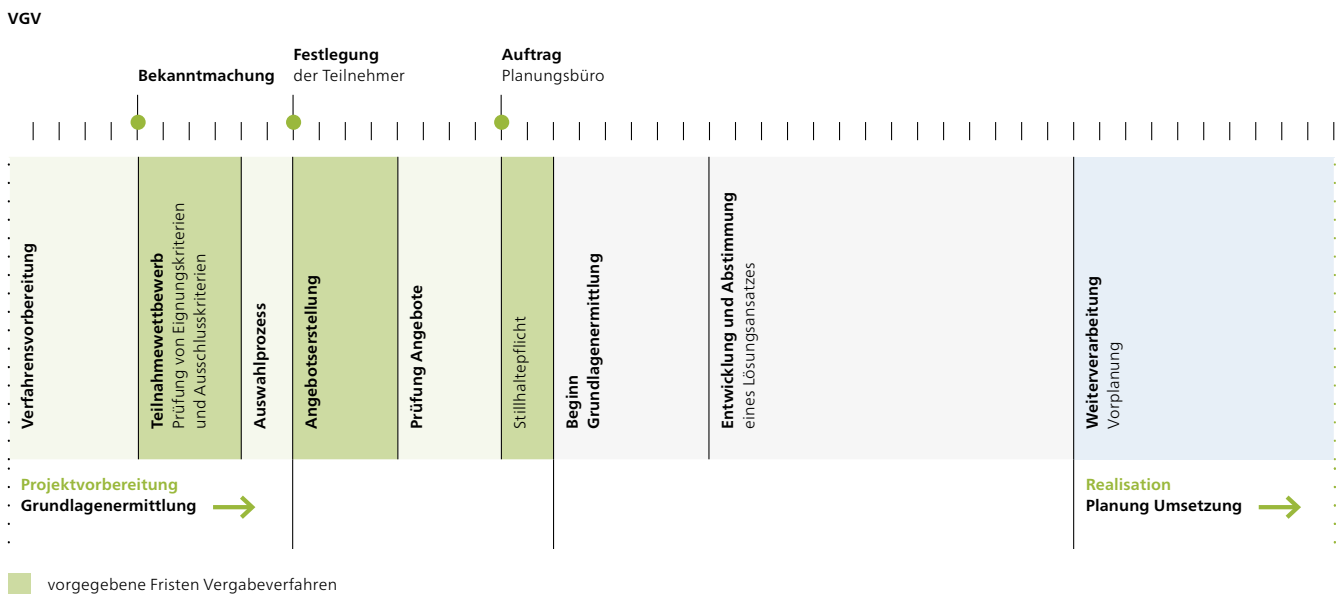 VGV
Bekanntmachung
Festlegung
der Teilnehmer
Auftrag
Planungsbüro
Verfahrensvorbereitung
Teilnahmewettbewerb
Prüfung von Eignungskriterien
und Ausschlusskriterien
Auswahlprozess
Angebotserstellung
Prüfung Angebote
Stillhaltepflicht
Beginn
Grundlagenermittlung
Entwicklung und Abstimmung
eines Lösungsansatzes
Weiterverarbeitung
Vorplanung
Projektvorbereitung
Grundlagenermittlung
Realisation
Planung Umsetzung
vorgegebene Fristen Vergabeverfahren